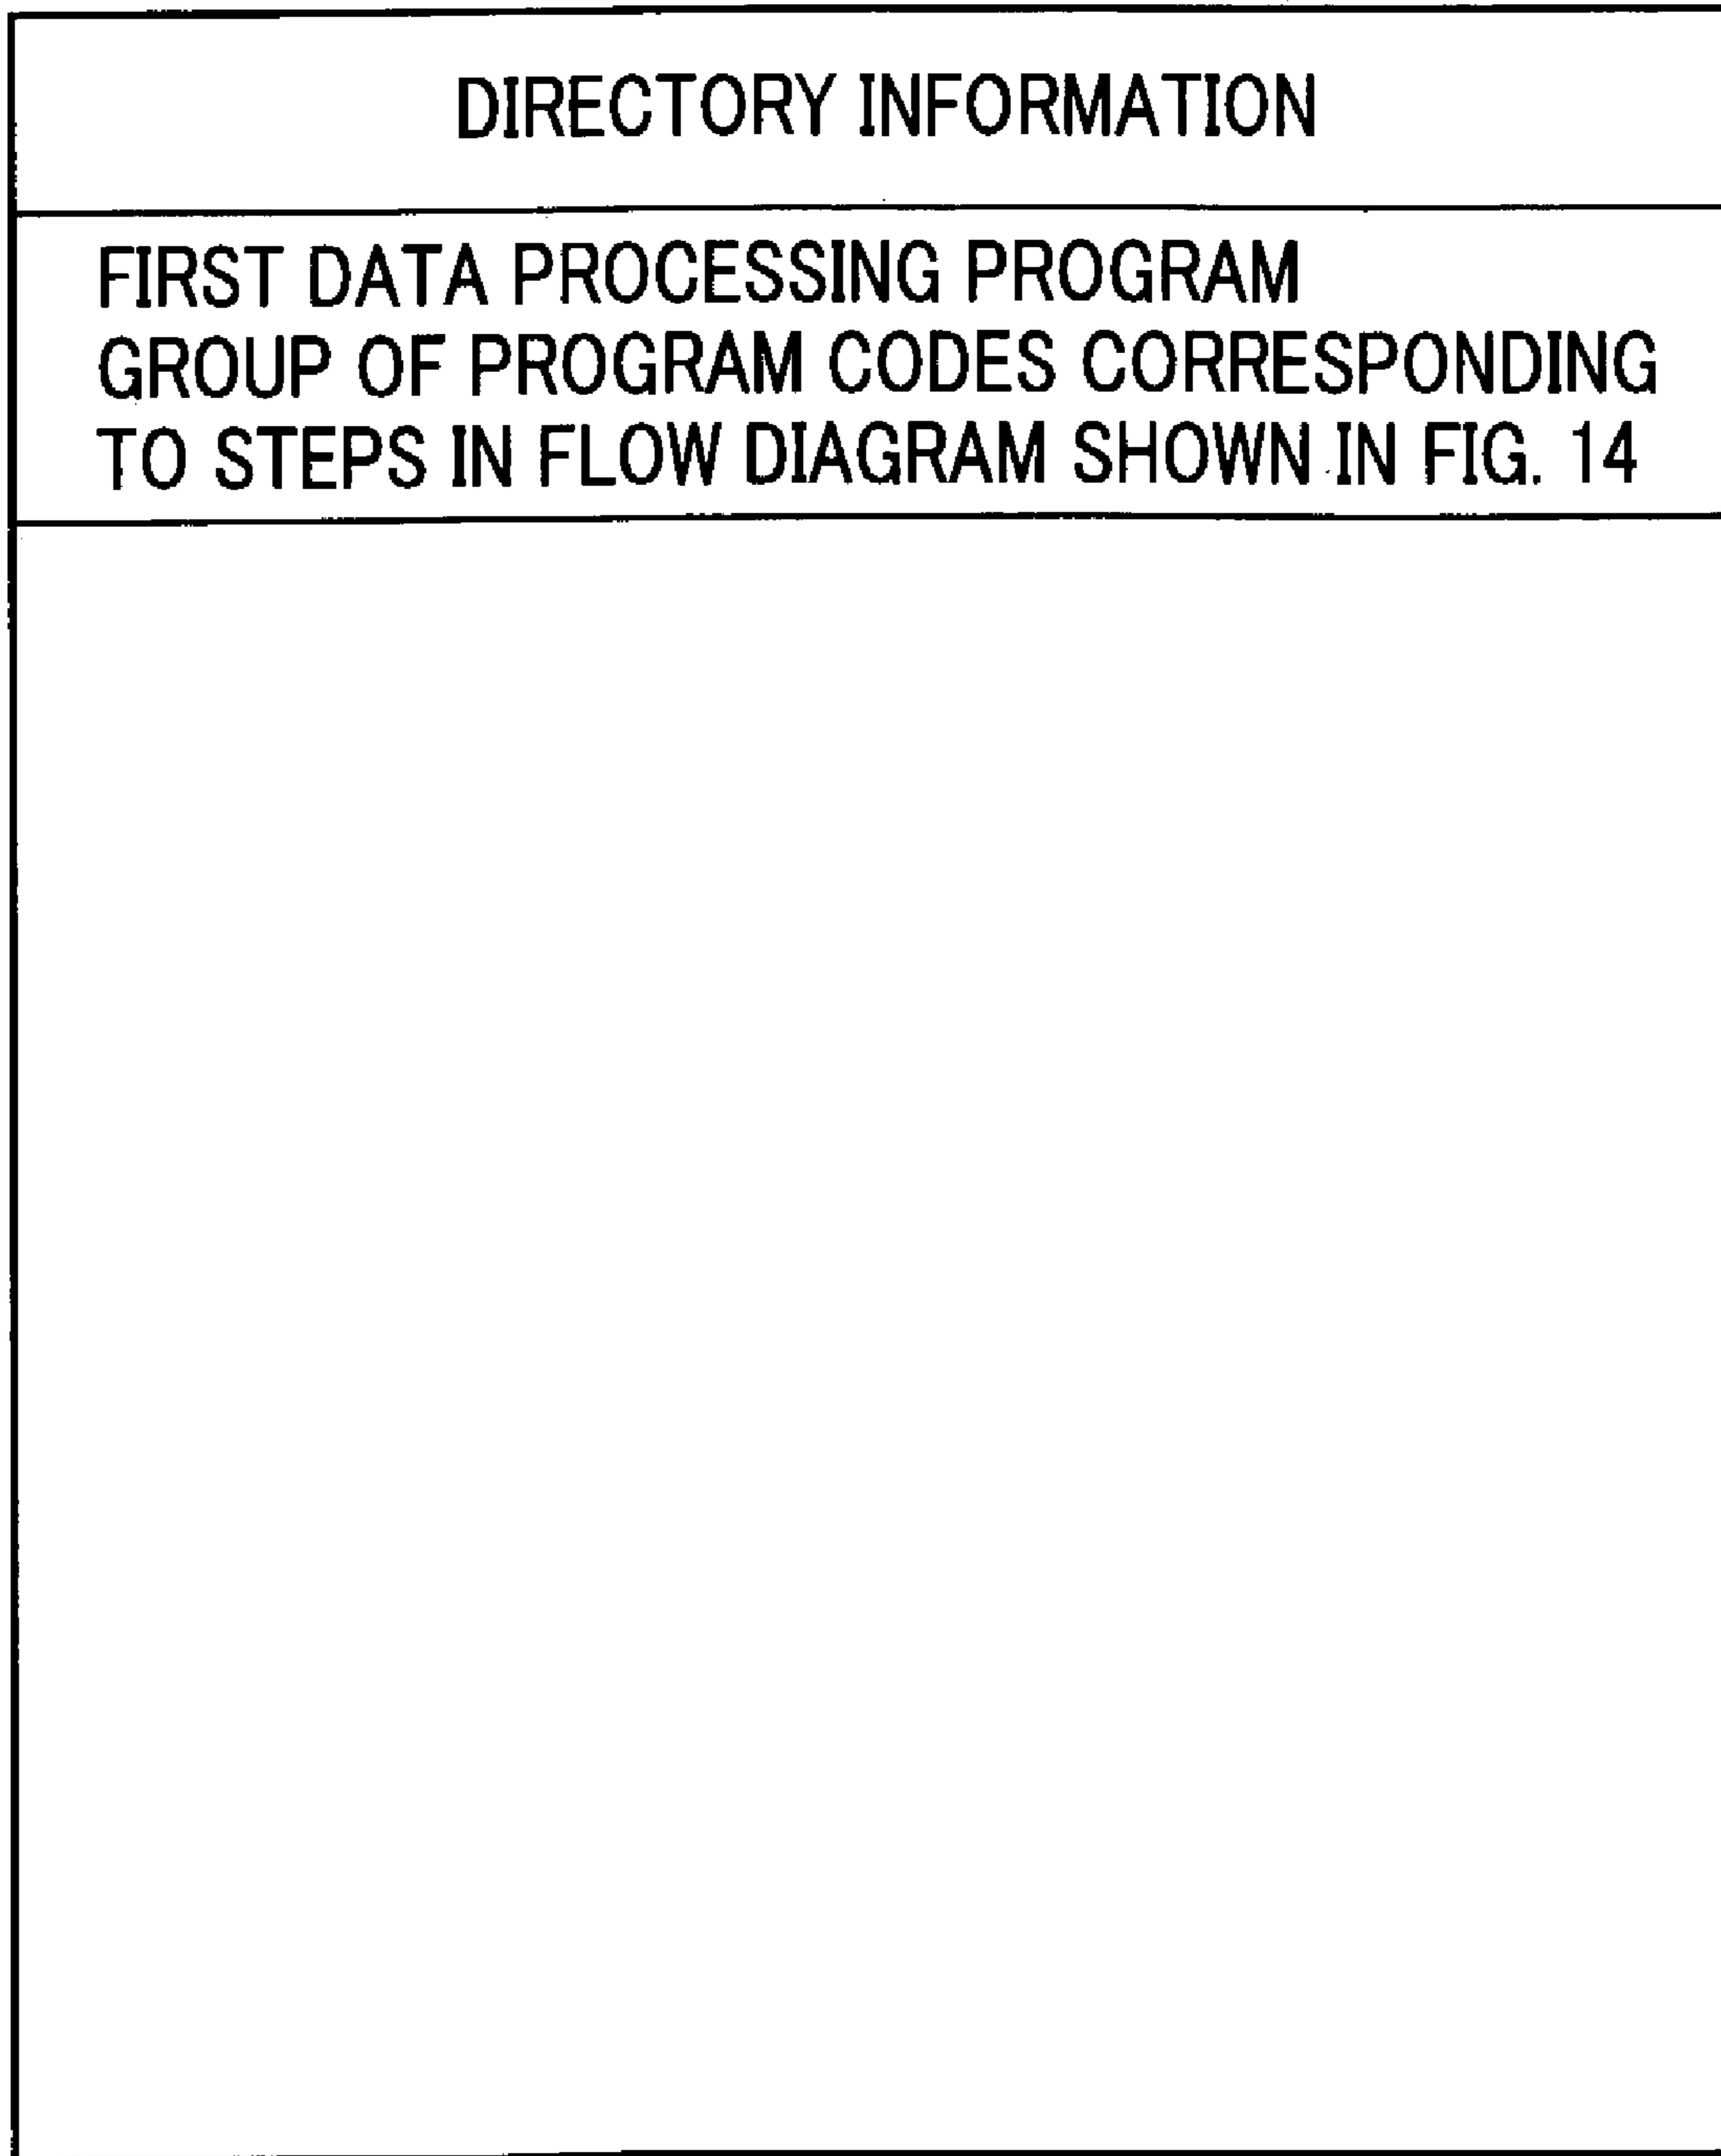 DIRECTORY INFORMATION
FIRST DATA PROCESSING PROGRAM
GROUP OF PROGRAM CODES CORRESPONDING
TO STEPS IN FLOW DIAGRAM SHOWN IN FIG. 14